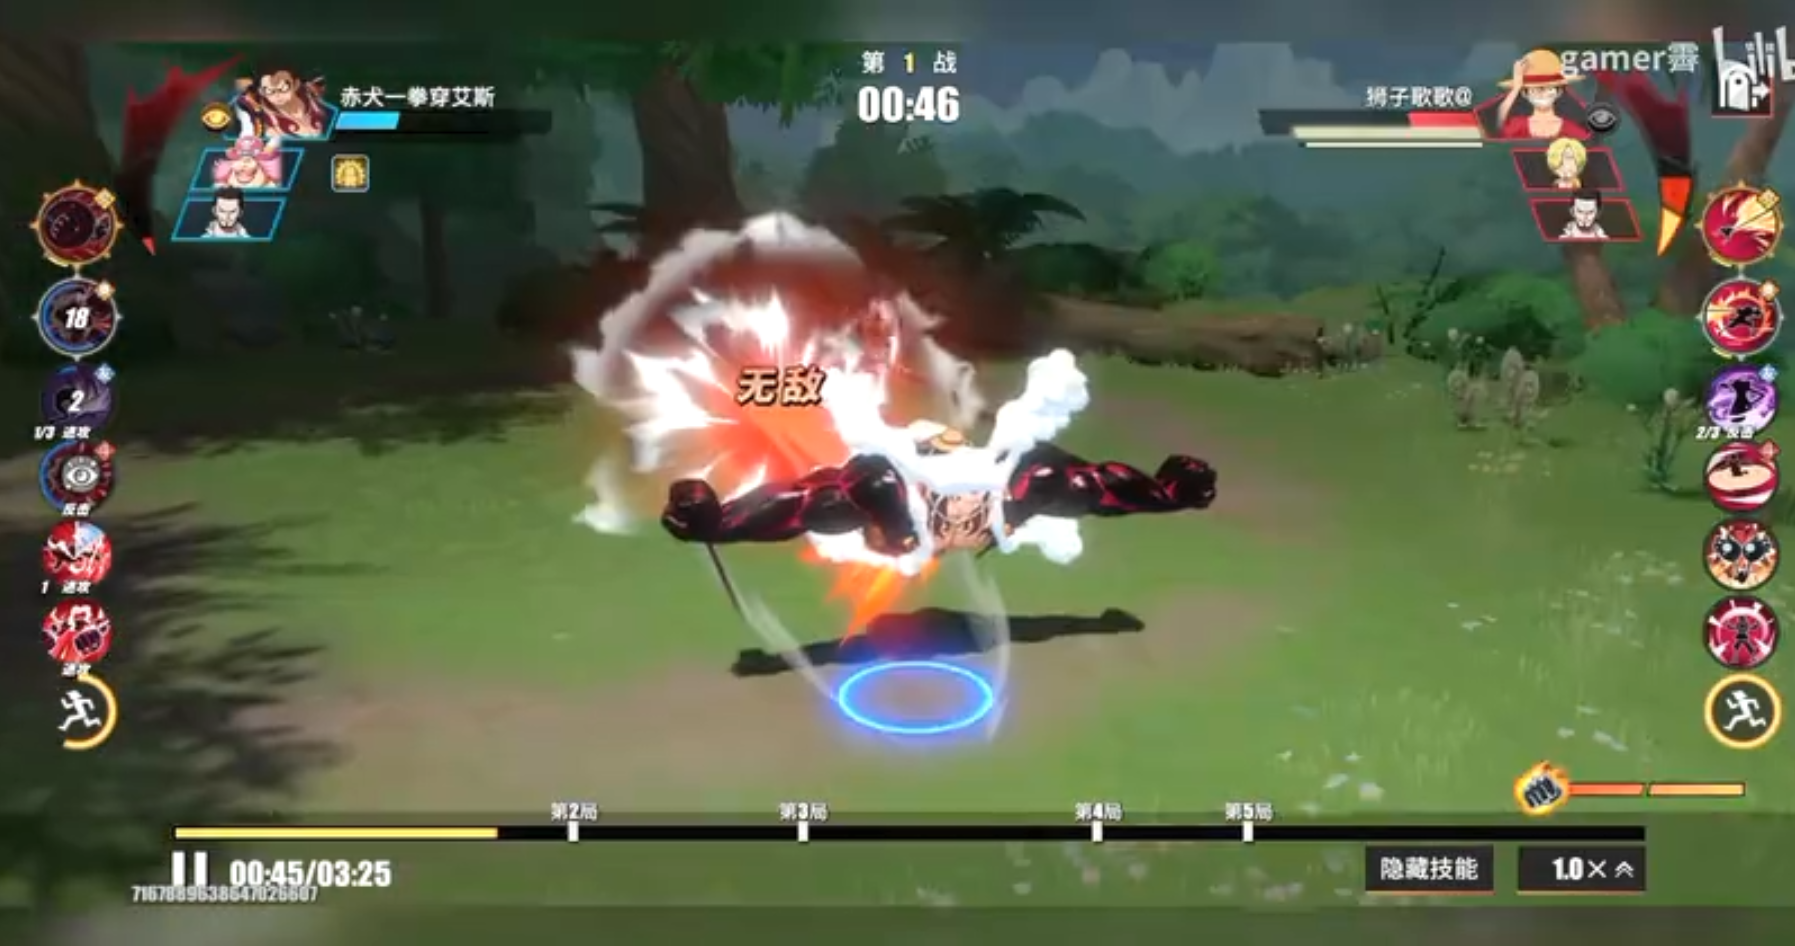 第 1 战
gamer霽
赤犬一拳穿艾斯
00:46
狮子歌歌@
18
无敌
2
1/3 进攻
2/3 反击
反击
1 进攻
进攻
第2局
第3局
第4局
第5局
00:45/03:25
隐藏技能
1.0×
7167889638647026607